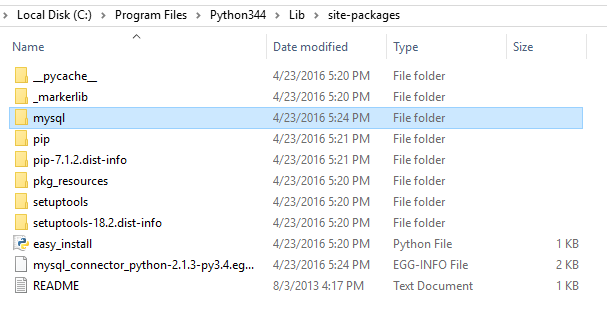 Local Disk (C:) > Program Files > Python344 > Lib > site-packages
Name Date modified Type Size
__pycache__ 4/23/2016 5:20 PM File folder
_markerlib 4/23/2016 5:20 PM File folder
mysql 4/23/2016 5:24 PM File folder
pip 4/23/2016 5:21 PM File folder
pip-7.1.2.dist-info 4/23/2016 5:21 PM File folder
pkg_resources 4/23/2016 5:20 PM File folder
setuptools 4/23/2016 5:20 PM File folder
setuptools-18.2.dist-info 4/23/2016 5:20 PM File folder
easy_install 4/23/2016 5:20 PM Python File 1 KB
mysql_connector_python-2.1.3-py3.4.eg... 4/23/2016 5:24 PM EGG-INFO File 2 KB
README 8/3/2013 4:17 PM Text Document 1 KB